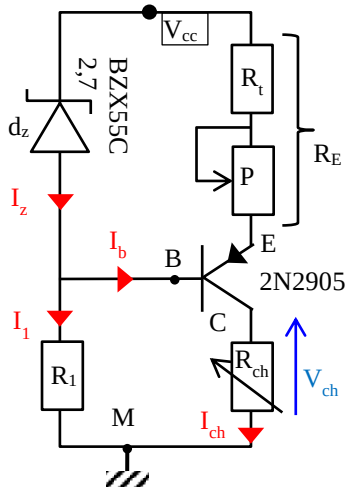 Vcc
BZX55C
2,7
dz
Rt
RE
P
Iz
E
B
Ib
2N2905
I1
C
R1
Rch
Vch
M
Ich